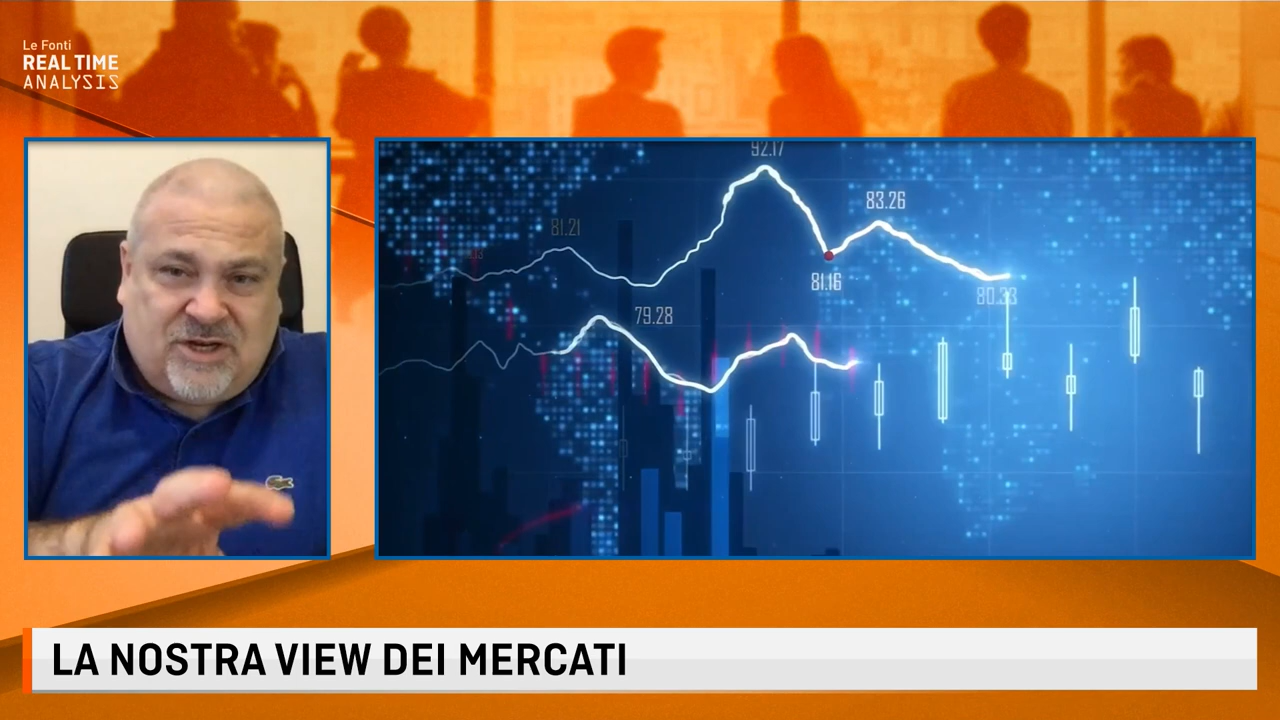 Le Fonti
REAL TIME
ANALYSIS
92.17
83.26
81.21
81.16
80.33
79.28
LA NOSTRA VIEW DEI MERCATI